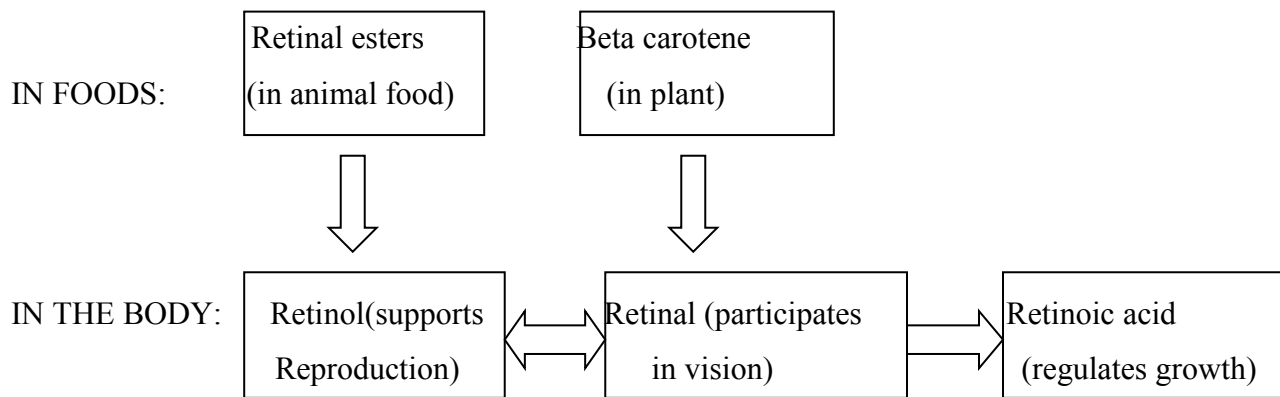 Retinal esters Beta carotene
IN FOODS: (in animal food) (in plant)
IN THE BODY: Retinol(supports Retinal (participates Retinoic acid
Reproduction) in vision) (regulates growth)